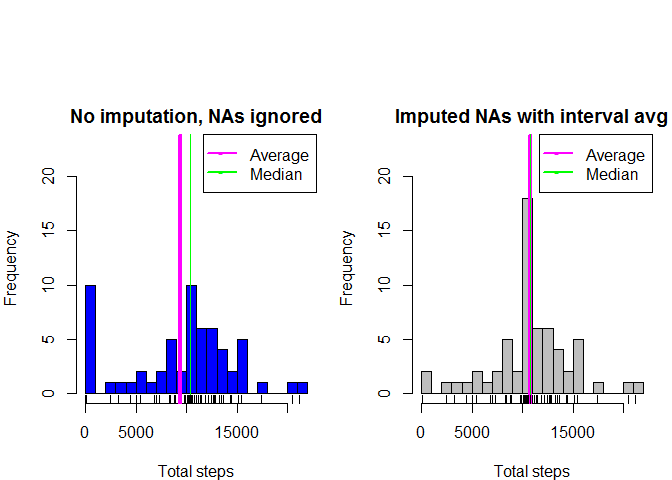 No imputation, NAs ignored
Average
Median
Frequency
0
5
10
15
20
0
5000
15000
Total steps
Imputed NAs with interval avg
Average
Median
Frequency
0
5
10
15
20
0
5000
15000
Total steps